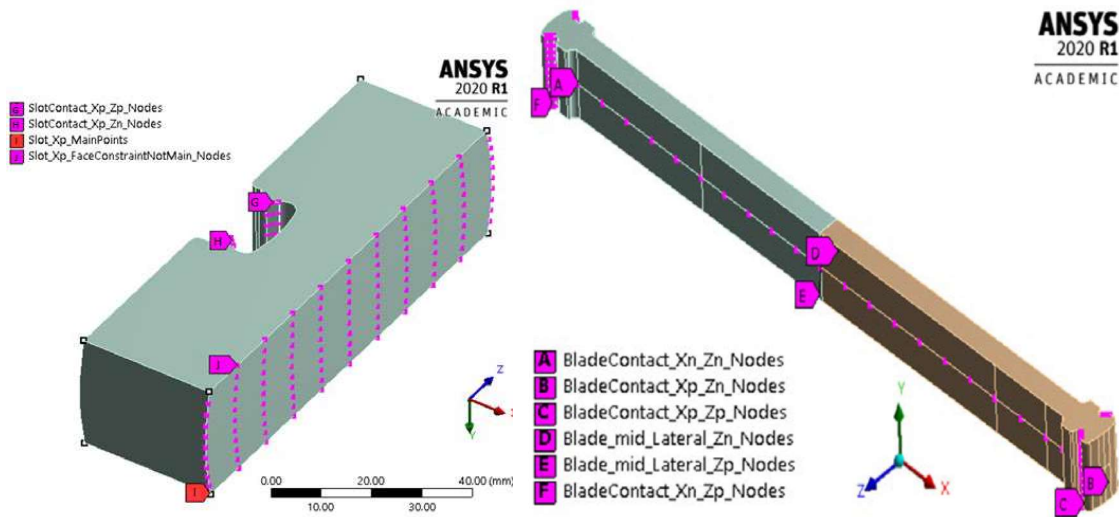 ANSYS
2020 R1
ACADEMIC
G SlotContact_Xp_Zp_Nodes
H SlotContact_Xp_Zn_Nodes
I Slot_Xp_MainPoints
J Slot_Xp_FaceConstraintNotMain_Nodes
G
H
J
I
Z
X
Y
0.00 20.00 40.00 (mm)
10.00 30.00
ANSYS
2020 R1
ACADEMIC
A
F
D
E
B
C
A BladeContact_Xn_Zn_Nodes
B BladeContact_Xp_Zn_Nodes
C BladeContact_Xp_Zp_Nodes
D Blade_mid_Lateral_Zn_Nodes
E Blade_mid_Lateral_Zp_Nodes
F BladeContact_Xn_Zp_Nodes
Y
Z
X